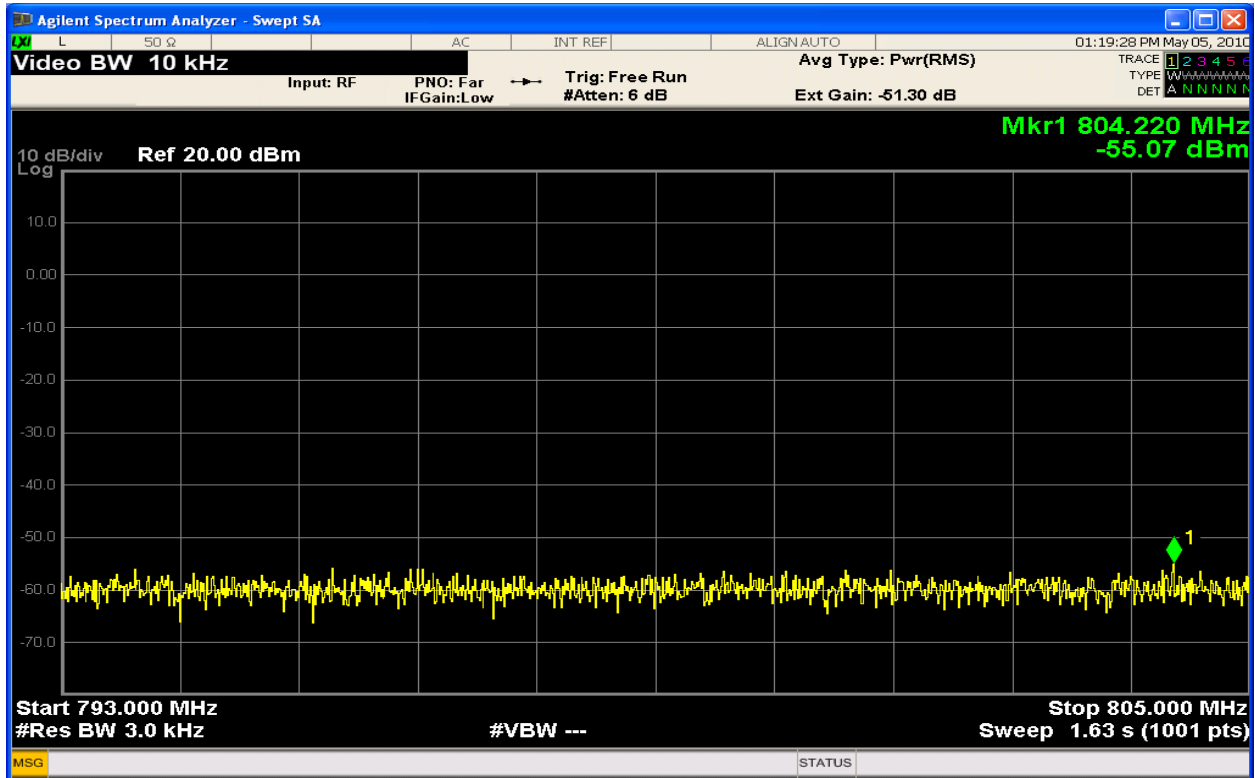 Agilent Spectrum Analyzer - Swept SA
LXI L 50 Ω AC INT REF ALIGN AUTO 01:19:28 PM May 05, 2010
Video BW 10 kHz
Input: RF
PNO: Far
IFGain:Low
Trig: Free Run
#Atten: 6 dB
Avg Type: Pwr(RMS)
Ext Gain: -51.30 dB
TRACE 1 2 3 4 5 6
TYPE
DET A N N N N N
Mkr1 804.220 MHz
-55.07 dBm
10 dB/div Ref 20.00 dBm
Log
10.0
0.00
-10.0
-20.0
-30.0
-40.0
-50.0
1
-60.0
-70.0
Start 793.000 MHz Stop 805.000 MHz
#Res BW 3.0 kHz #VBW --- Sweep 1.63 s (1001 pts)
MSG STATUS